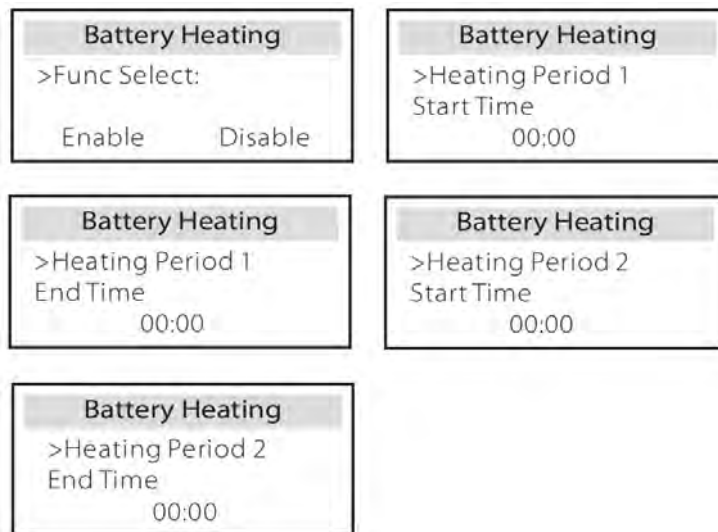 Battery Heating
>Func Select:
Enable Disable
Battery Heating
>Heating Period 1
Start Time
00:00
Battery Heating
>Heating Period 1
End Time
00:00
Battery Heating
>Heating Period 2
Start Time
00:00
Battery Heating
>Heating Period 2
End Time
00:00